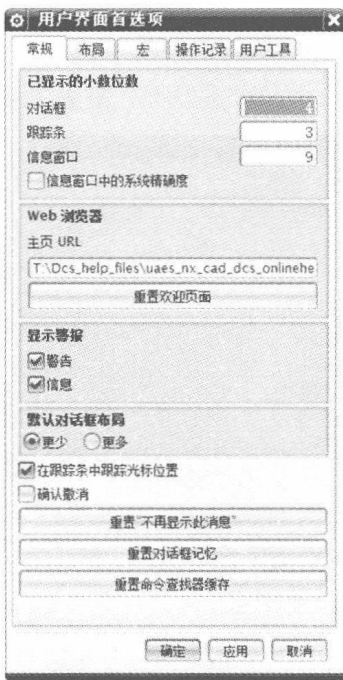 用户界面首选项
常规 布局 宏 操作记录 用户工具
已显示的小数位数
对话框
跟踪条 3
信息窗口 9
信息窗口中的系统精确度
Web 浏览器
主页 URL
T:\Dcs_help_files\uaes_nx_cad_dcs_onlinehe
重置欢迎页面
显示警报
警告
信息
默认对话框布局
更少 更多
在跟踪条中跟踪光标位置
确认撤消
重置"不再显示此消息"
重置对话框记忆
重置命令查找器缓存
确定 应用 取消